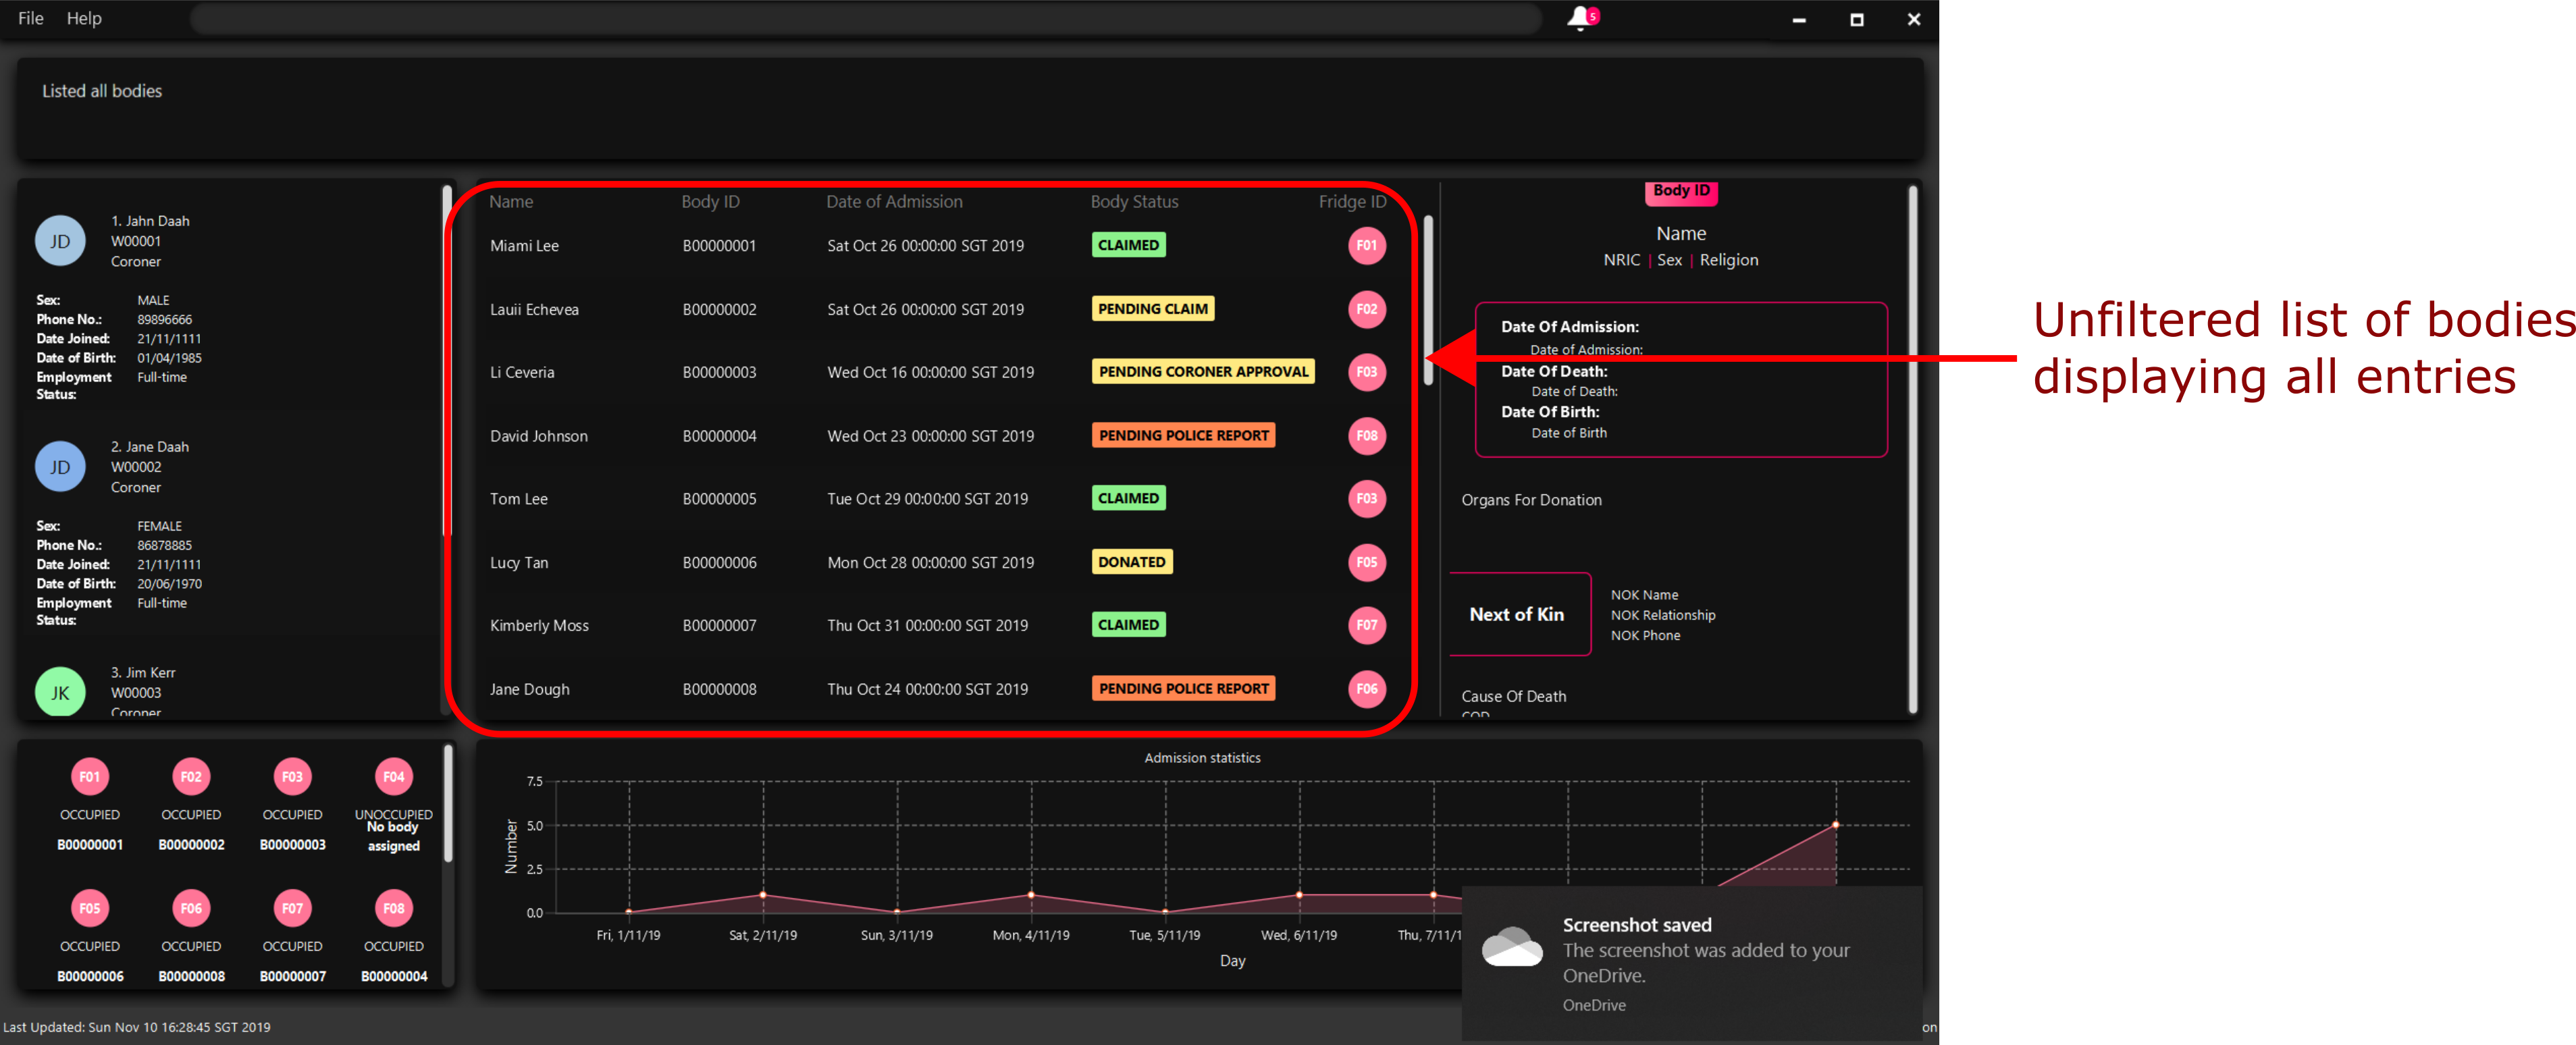 File Help
5
Listed all bodies
JD
1. Jahn Daah
W00001
Coroner
Sex: MALE
Phone No.: 89896666
Date Joined: 21/11/1111
Date of Birth: 01/04/1985
Employment Full-time
Status:
JD
2. Jane Daah
W00002
Coroner
Sex: FEMALE
Phone No.: 86878885
Date Joined: 21/11/1111
Date of Birth: 20/06/1970
Employment Full-time
Status:
JK
3. Jim Kerr
W00003
Coroner
Name Body ID Date of Admission Body Status Fridge ID
Miami Lee B00000001 Sat Oct 26 00:00:00 SGT 2019 CLAIMED F01
Lauii Echevea B00000002 Sat Oct 26 00:00:00 SGT 2019 PENDING CLAIM F02
Li Ceveria B00000003 Wed Oct 16 00:00:00 SGT 2019 PENDING CORONER APPROVAL F03
David Johnson B00000004 Wed Oct 23 00:00:00 SGT 2019 PENDING POLICE REPORT F08
Tom Lee B00000005 Tue Oct 29 00:00:00 SGT 2019 CLAIMED F03
Lucy Tan B00000006 Mon Oct 28 00:00:00 SGT 2019 DONATED F05
Kimberly Moss B00000007 Thu Oct 31 00:00:00 SGT 2019 CLAIMED F07
Jane Dough B00000008 Thu Oct 24 00:00:00 SGT 2019 PENDING POLICE REPORT F06
Body ID
Name
NRIC | Sex | Religion
Date Of Admission:
Date of Admission:
Date Of Death:
Date of Death:
Date Of Birth:
Date of Birth
Organs For Donation
Next of Kin
NOK Name
NOK Relationship
NOK Phone
Cause Of Death
COD
Unfiltered list of bodies
displaying all entries
F01 F02 F03 F04
OCCUPIED OCCUPIED OCCUPIED UNOCCUPIED
B00000001 B00000002 B00000003 No body
assigned
F05 F06 F07 F08
OCCUPIED OCCUPIED OCCUPIED OCCUPIED
B00000006 B00000008 B00000007 B00000004
Admission statistics
7.5
5.0
2.5
0.0
Number
Fri, 1/11/19 Sat, 2/11/19 Sun, 3/11/19 Mon, 4/11/19 Tue, 5/11/19 Wed, 6/11/19 Thu, 7/11/1
Day
Screenshot saved
The screenshot was added to your
OneDrive.
OneDrive
Last Updated: Sun Nov 10 16:28:45 SGT 2019
on